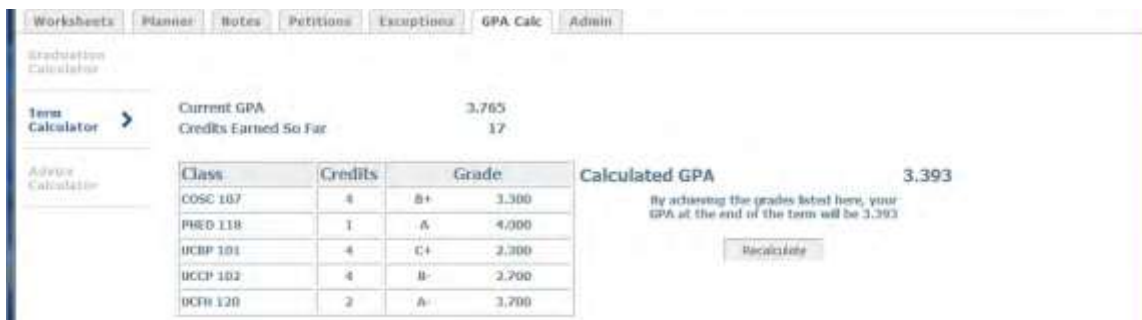 Worksheets Planner Notes Petitions Exceptions GPA Calc Admin
Graduation
Calculator
Term
Calculator
Advice
Calculator
Current GPA 3.765
Credits Earned So Far 17
Class Credits Grade
COSC 107 4 B+ 3.300
PHED 118 1 A 4.000
UCBP 101 4 C+ 2.300
UCCP 102 4 B- 2.700
UCFH 120 2 A- 3.700
Calculated GPA 3.393
By achieving the grades listed here, your
GPA at the end of the term will be 3.393
Recalculate